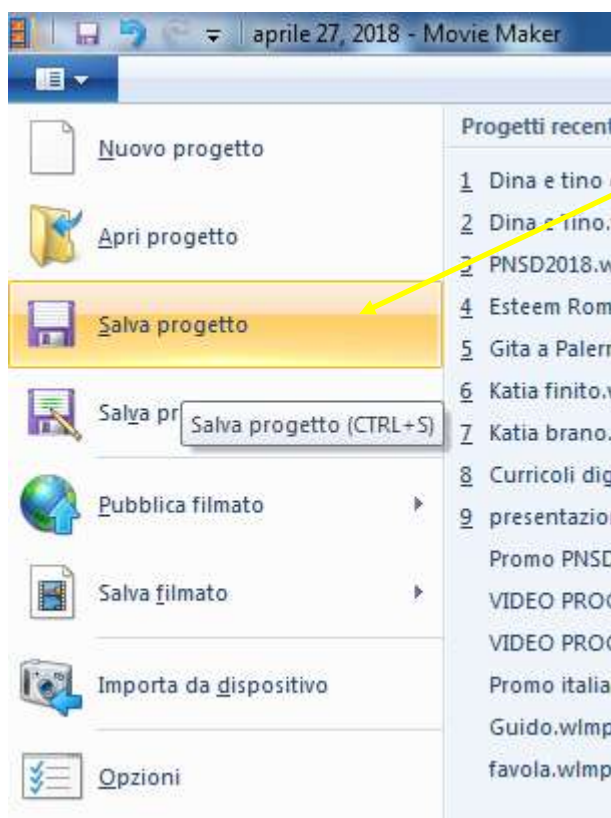 aprile 27, 2018 - Movie Maker
Nuovo progetto
Apri progetto
Salva progetto
Salva pr
Salva progetto (CTRL+S)
Pubblica filmato
Salva filmato
Importa da dispositivo
Opzioni
Progetti recent
1 Dina e tino
2 Dina e Tino.
3 PNSD2018.w
4 Esteem Rom
5 Gita a Palerm
6 Katia finito.w
7 Katia brano.
8 Curricoli dig
9 presentazion
Promo PNSD
VIDEO PROG
VIDEO PROG
Promo italia
Guido.wlmp
favola.wlmp